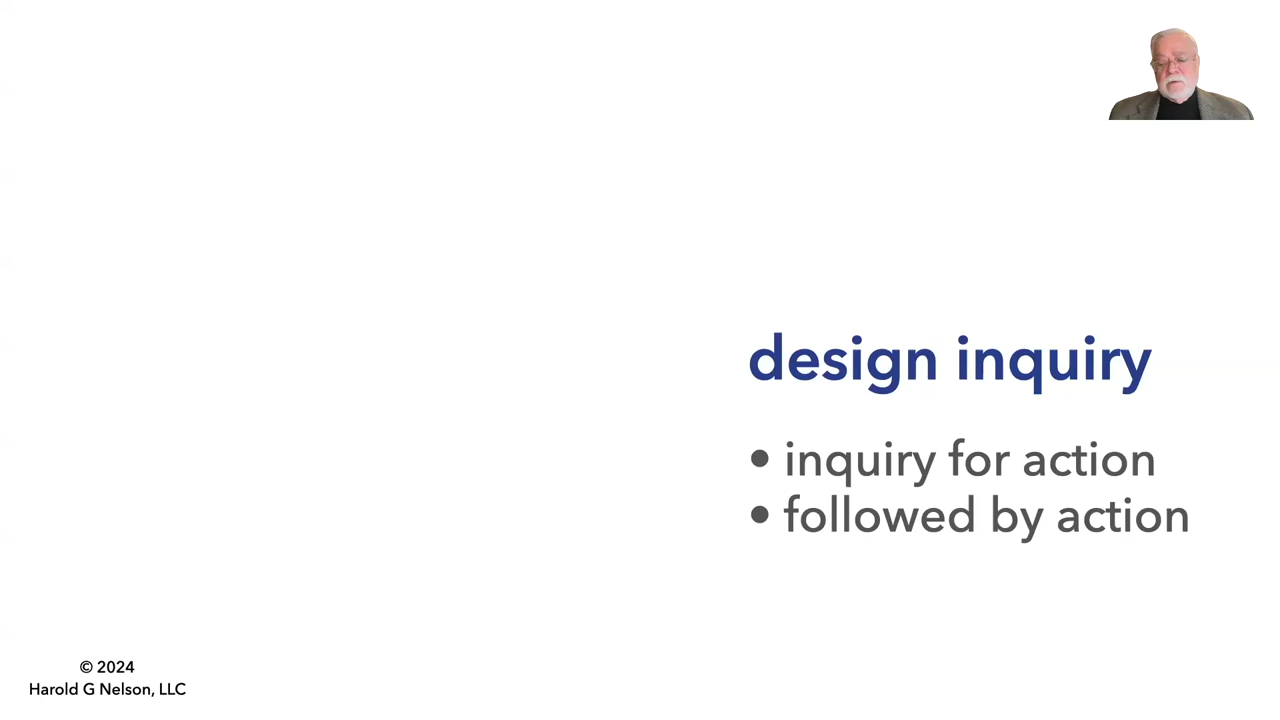 design inquiry
• inquiry for action
• followed by action
© 2024
Harold G Nelson, LLC